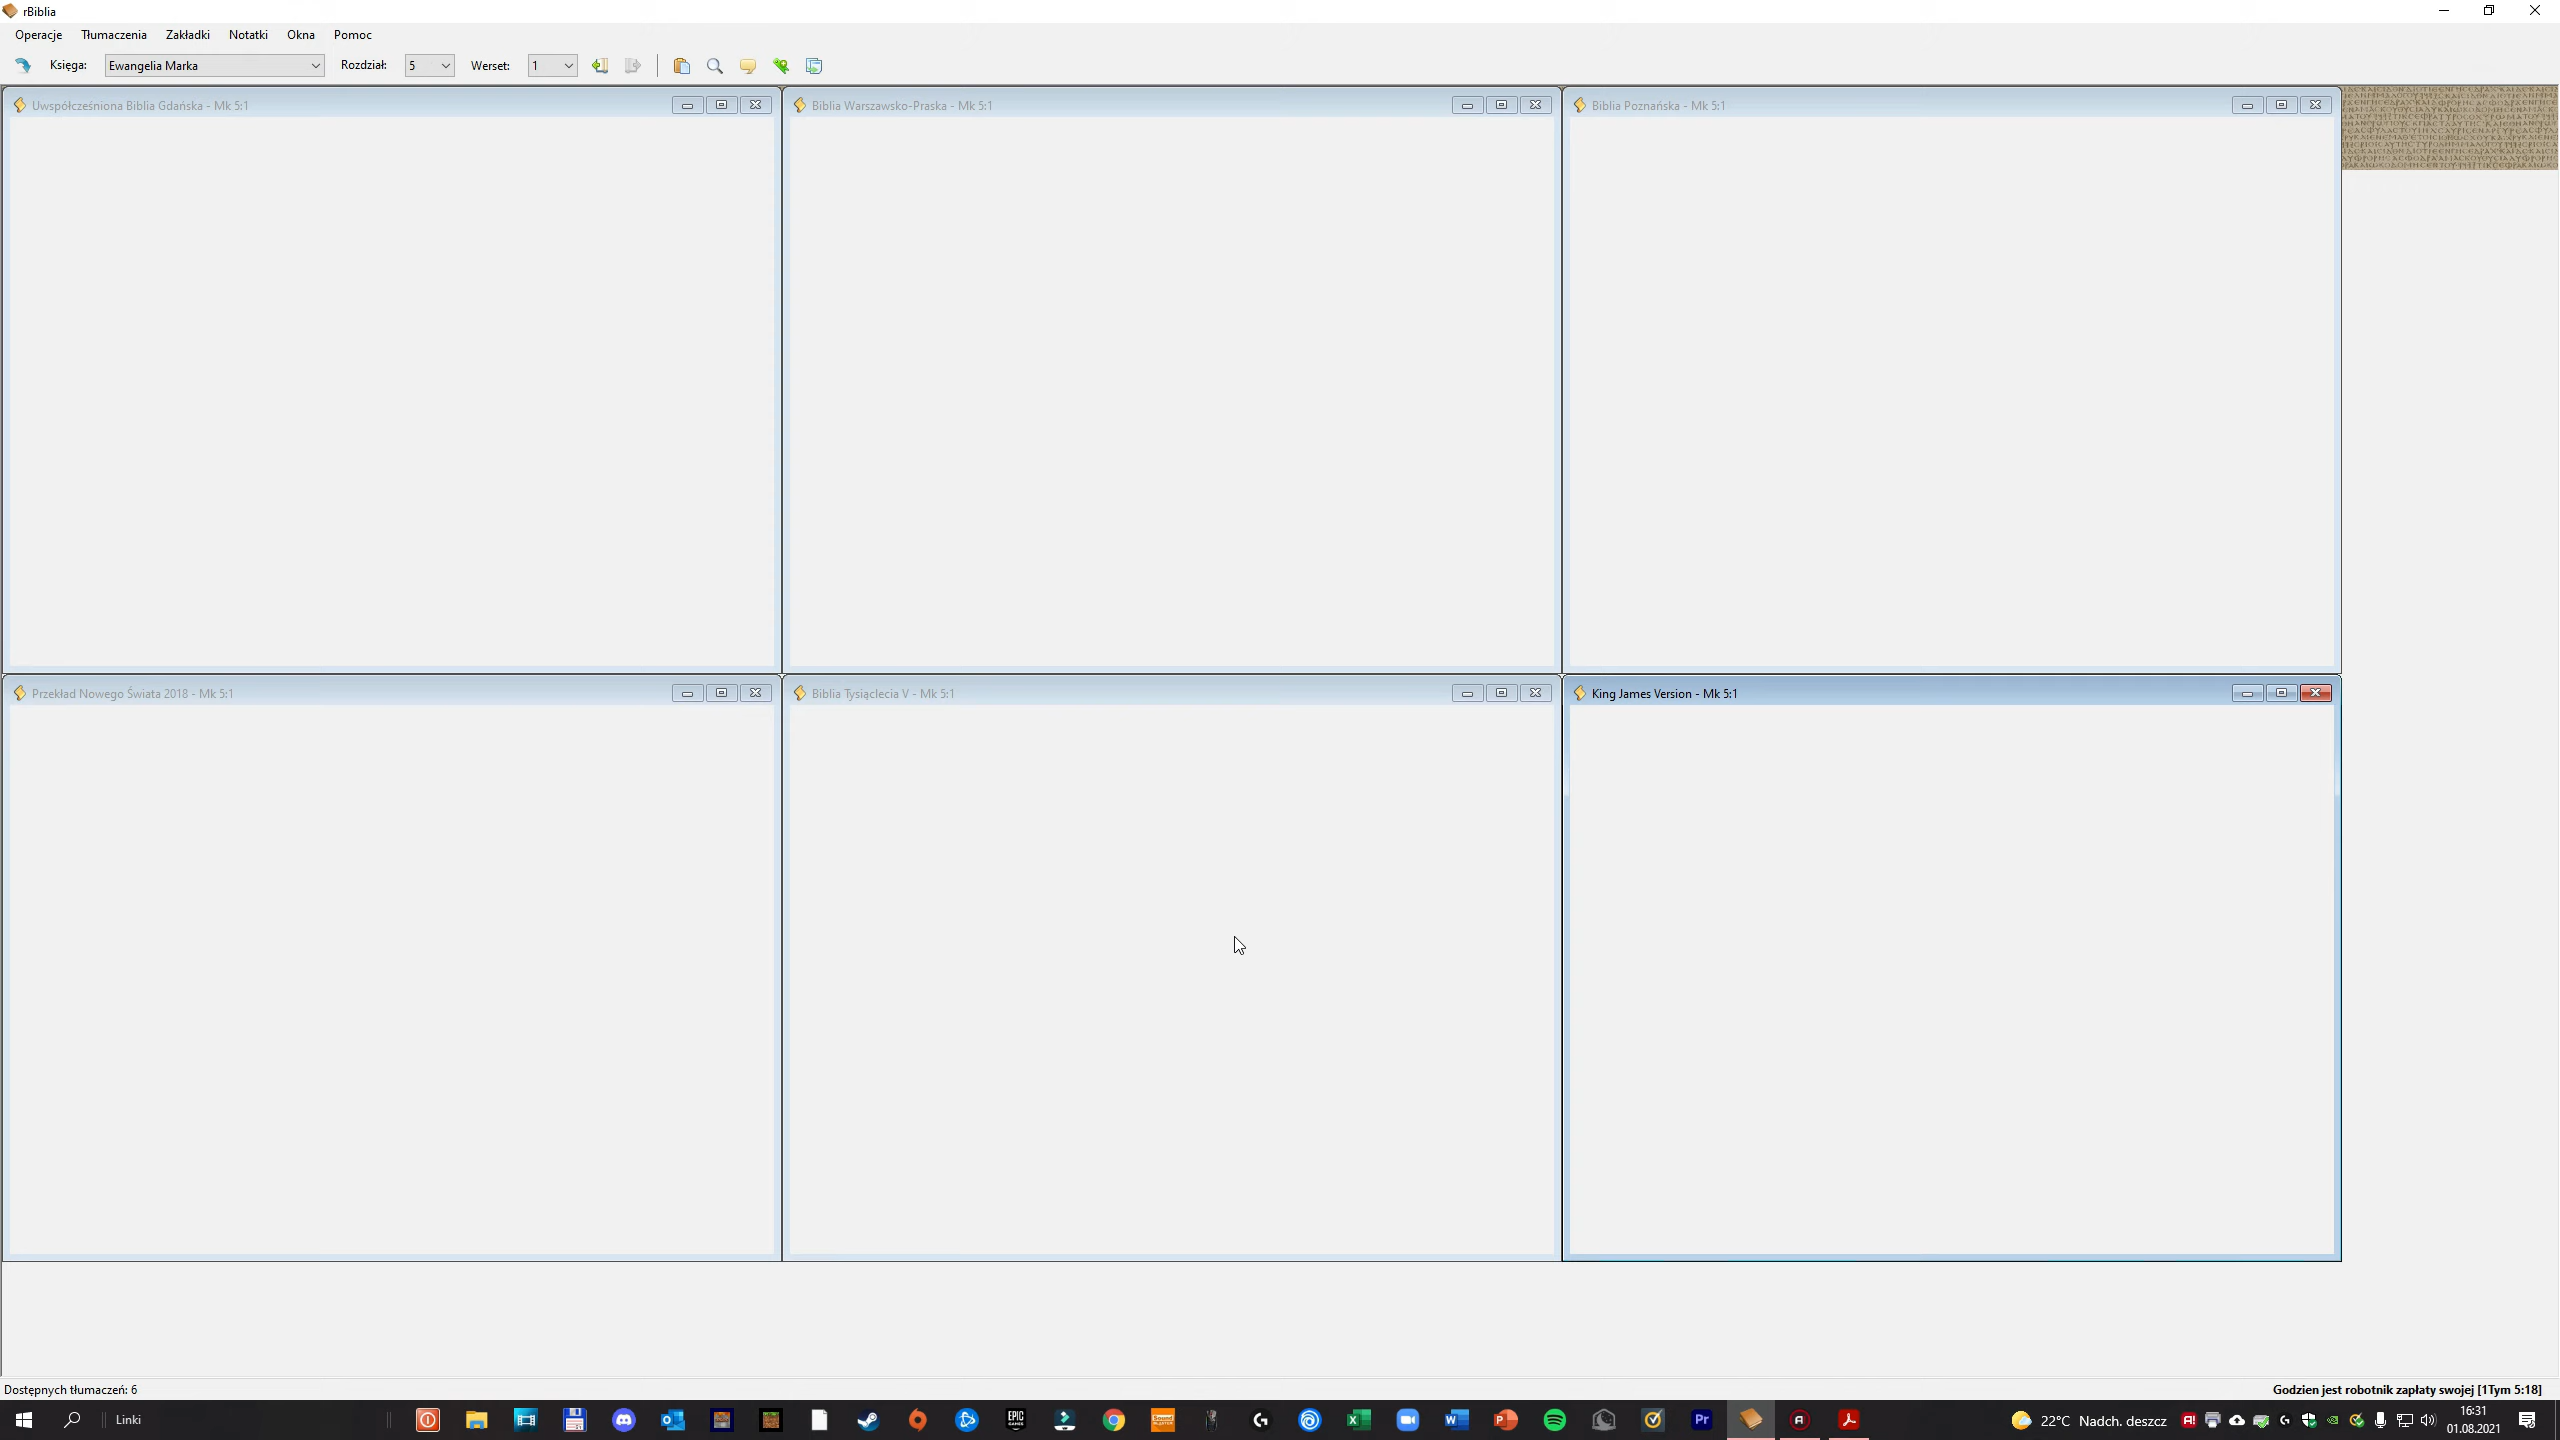 rBiblia
Operacje Tłumaczenia Zakładki Notatki Okna Pomoc
Księga: Ewangelia Marka Rozdział: 5 Werset: 1
Uwspółcześniona Biblia Gdańska - Mk 5:1
Biblia Warszawsko-Praska - Mk 5:1
Biblia Poznańska - Mk 5:1
Przekład Nowego Świata 2018 - Mk 5:1
Biblia Tysiąclecia V - Mk 5:1
King James Version - Mk 5:1
Dostępnych tłumaczeń: 6
Godzien jest robotnik zapłaty swojej [1Tym 5:18]
Linki
22°C Nadch. deszcz
16:31
01.08.2021